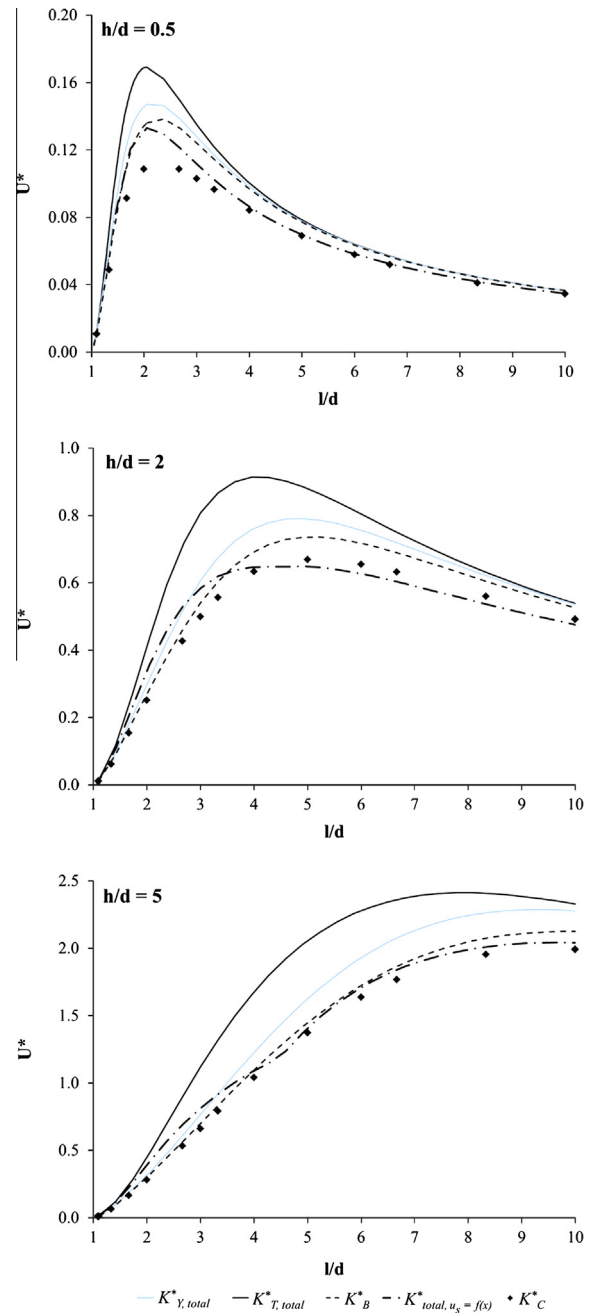 h/d = 0.5
0.20
0.16
0.12
0.08
0.04
0.00
U*
1 2 3 4 5 6 7 8 9 10
l/d
h/d = 2
1.0
0.8
0.6
0.4
0.2
0.0
U*
1 2 3 4 5 6 7 8 9 10
l/d
h/d = 5
2.5
2.0
1.5
1.0
0.5
0.0
U*
1 2 3 4 5 6 7 8 9 10
l/d
K*Y, total K*T, total K*B K*total, us = f(s) K*C